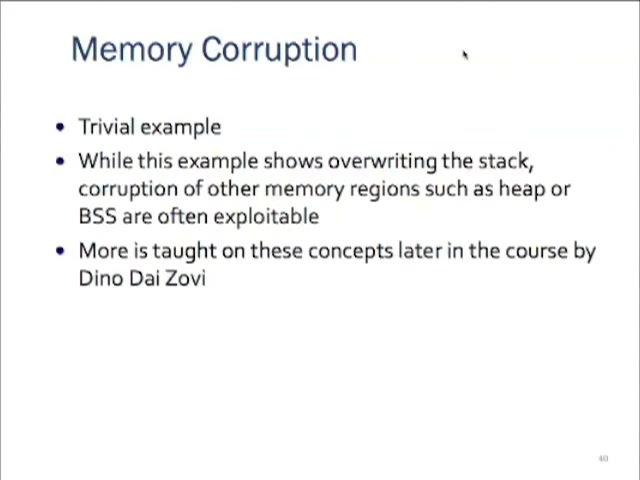 Memory Corruption
• Trivial example
• While this example shows overwriting the stack,
corruption of other memory regions such as heap or
BSS are often exploitable
• More is taught on these concepts later in the course by
Dino Dai Zovi
40